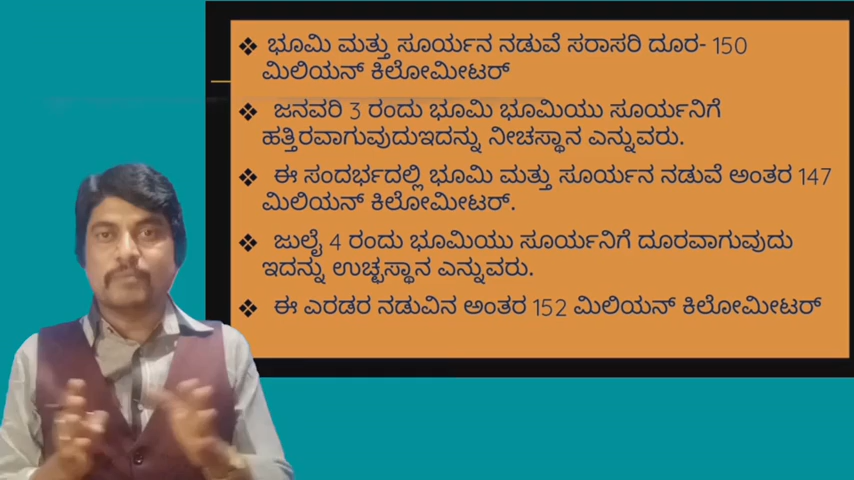 ❖ ಭೂಮಿ ಮತ್ತು ಸೂರ್ಯನ ನಡುವೆ ಸರಾಸರಿ ದೂರ- 150
ಮಿಲಿಯನ್ ಕಿಲೋಮೀಟರ್
❖ ಜನವರಿ 3 ರಂದು ಭೂಮಿ ಭೂಮಿಯು ಸೂರ್ಯನಿಗೆ
ಹತ್ತಿರವಾಗುವುದುಇದನ್ನು ನೀಚಸ್ಥಾನ ಎನ್ನುವರು.
❖ ಈ ಸಂದರ್ಭದಲ್ಲಿ ಭೂಮಿ ಮತ್ತು ಸೂರ್ಯನ ನಡುವೆ ಅಂತರ 147
ಮಿಲಿಯನ್ ಕಿಲೋಮೀಟರ್.
❖ ಜುಲೈ 4 ರಂದು ಭೂಮಿಯು ಸೂರ್ಯನಿಗೆ ದೂರವಾಗುವುದು
ಇದನ್ನು ಉಚ್ಛಸ್ಥಾನ ಎನ್ನುವರು.
❖ ಈ ಎರಡರ ನಡುವಿನ ಅಂತರ 152 ಮಿಲಿಯನ್ ಕಿಲೋಮೀಟರ್